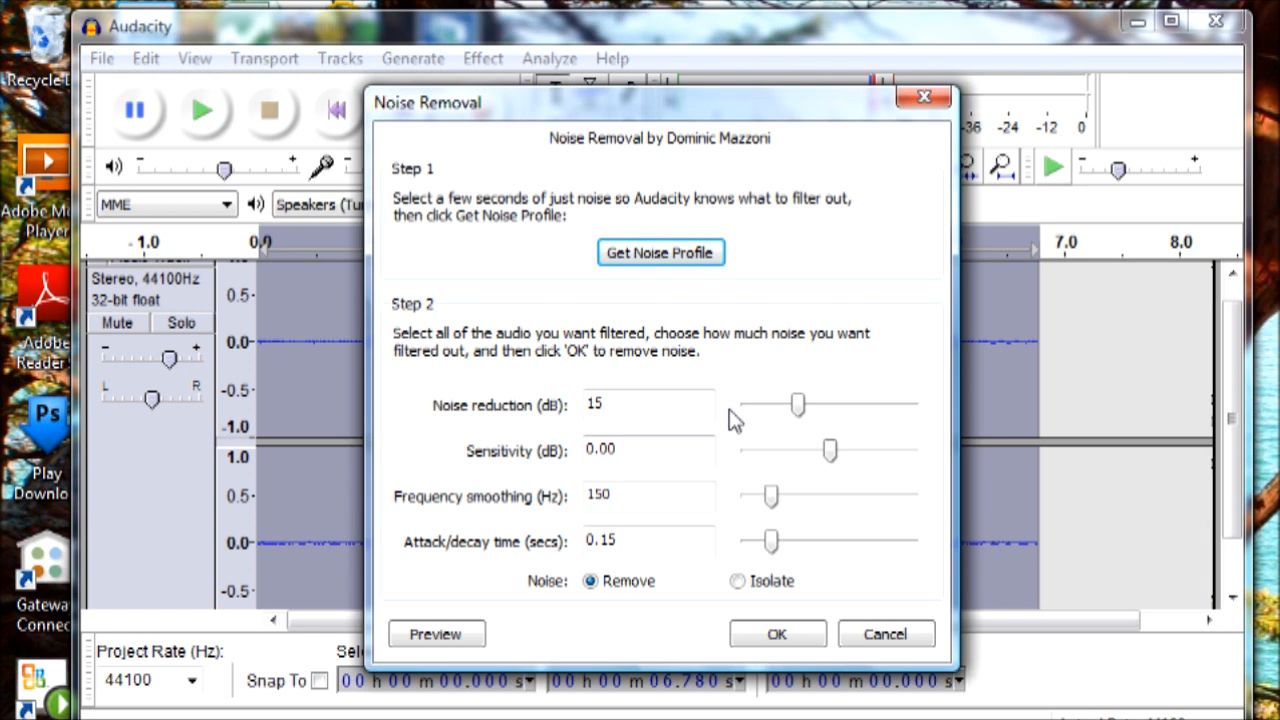 Recycle
Audacity
File Edit View Transport Tracks Generate Effect Analyze Help
Noise Removal
-36 -24 -12 0
Noise Removal by Dominic Mazzoni
Step 1
Select a few seconds of just noise so Audacity knows what to filter out,
then click Get Noise Profile:
Get Noise Profile
MME
Speakers (Tu
Adobe M
Player
- 1.0 0.0 7.0 8.0
Stereo, 44100Hz
32-bit float
Mute Solo
- +
L R
0.5
0.0
-0.5
-1.0
1.0
0.5
0.0
-0.5
Step 2
Select all of the audio you want filtered, choose how much noise you want
filtered out, and then click 'OK' to remove noise.
Noise reduction (dB): 15
Sensitivity (dB): 0.00
Frequency smoothing (Hz): 150
Attack/decay time (secs): 0.15
Noise: Remove Isolate
Preview OK Cancel
Adobe
Reader
Ps
Play
Downlo
Gatewa
Connec
Project Rate (Hz): Sel
44100 Snap To 00 h 00 m 00.000 s 00 h 00 m 06.780 s 00 h 00 m 00.000 s